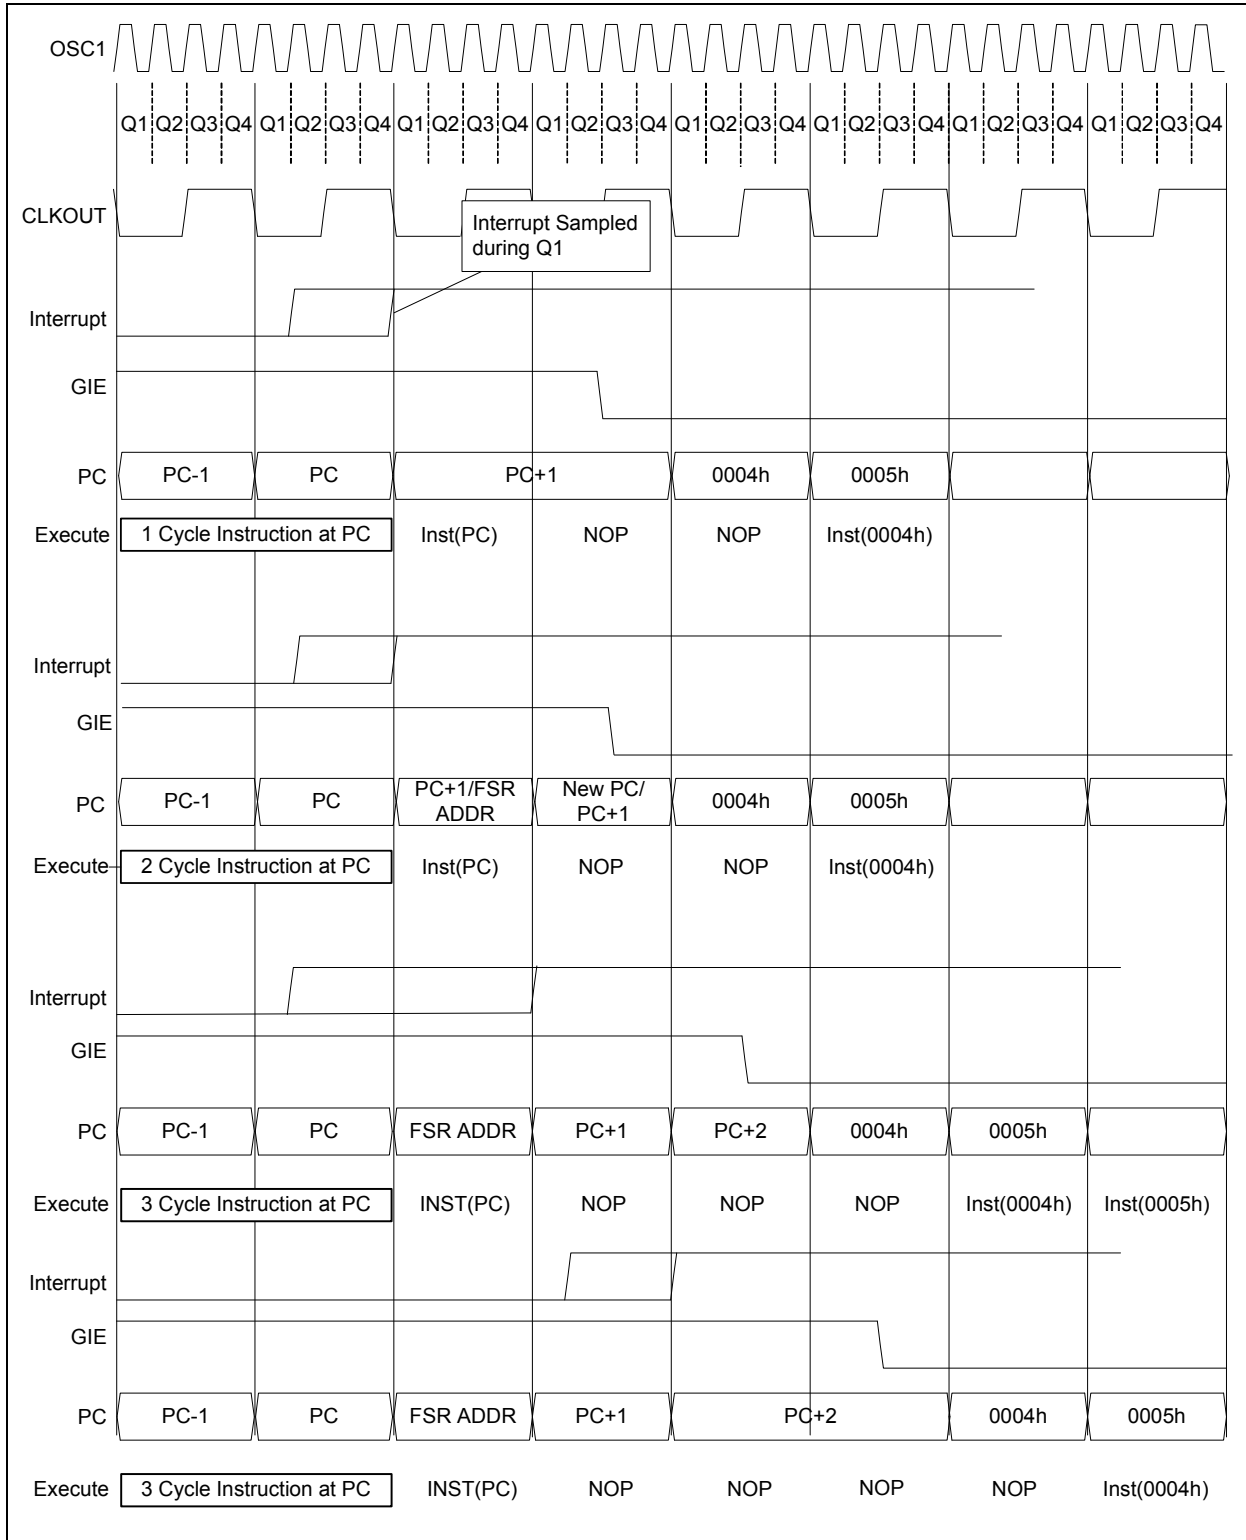 OSC1
Q1 Q2 Q3 Q4 Q1 Q2 Q3 Q4 Q1 Q2 Q3 Q4 Q1 Q2 Q3 Q4 Q1 Q2 Q3 Q4 Q1 Q2 Q3 Q4 Q1 Q2 Q3 Q4 Q1 Q2 Q3 Q4
CLKOUT
Interrupt Sampled
during Q1
Interrupt
GIE
PC PC-1 PC PC+1 0004h 0005h
Execute 1 Cycle Instruction at PC Inst(PC) NOP NOP Inst(0004h)
Interrupt
GIE
PC PC-1 PC PC+1/FSR ADDR New PC/ PC+1 0004h 0005h
Execute 2 Cycle Instruction at PC Inst(PC) NOP NOP Inst(0004h)
Interrupt
GIE
PC PC-1 PC FSR ADDR PC+1 PC+2 0004h 0005h
Execute 3 Cycle Instruction at PC INST(PC) NOP NOP NOP Inst(0004h) Inst(0005h)
Interrupt
GIE
PC PC-1 PC FSR ADDR PC+1 PC+2 0004h 0005h
Execute 3 Cycle Instruction at PC INST(PC) NOP NOP NOP NOP Inst(0004h)